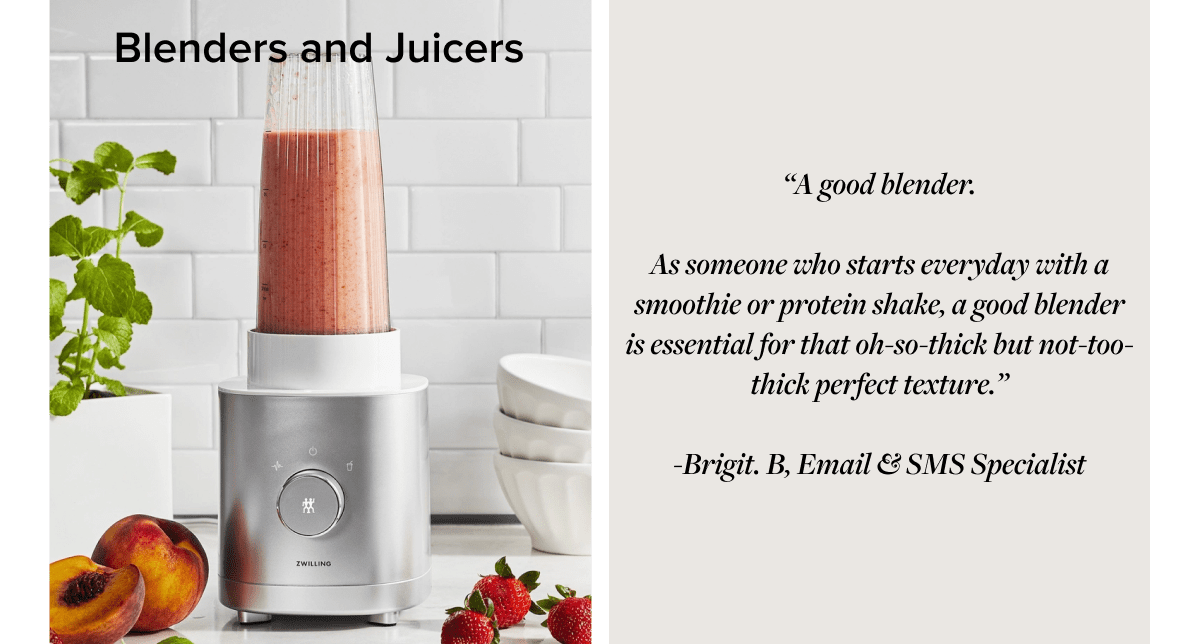 Blenders and Juicers
ZWILLING
“A good blender.
As someone who starts everyday with a
smoothie or protein shake, a good blender
is essential for that oh-so-thick but not-too-
thick perfect texture.”
-Brigit. B, Email & SMS Specialist